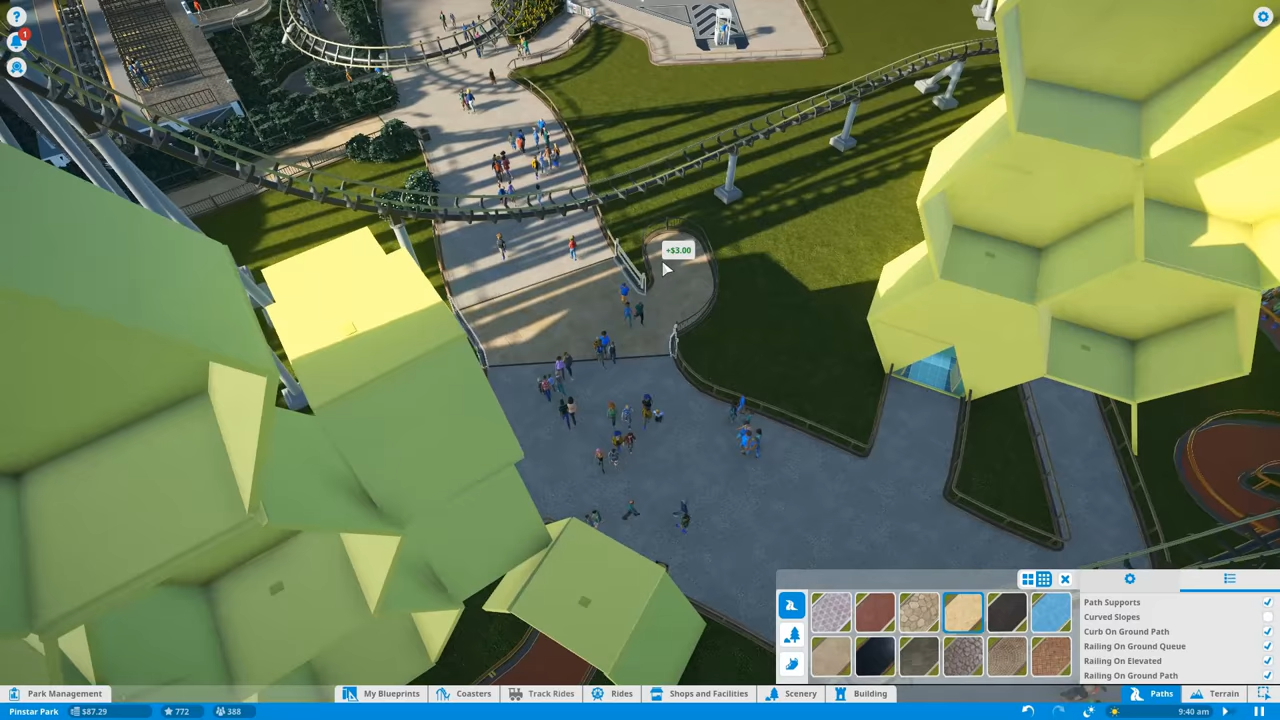 ?
1
+$3.00
Path Supports
Curved Slopes
Curb On Ground Path
Railing On Ground Queue
Railing On Elevated
Railing On Ground Path
Park Management
My Blueprints
Coasters
Track Rides
Rides
Shops and Facilities
Scenery
Building
Paths
Terrain
Pinstar Park
$87.29
772
388
9:40 am